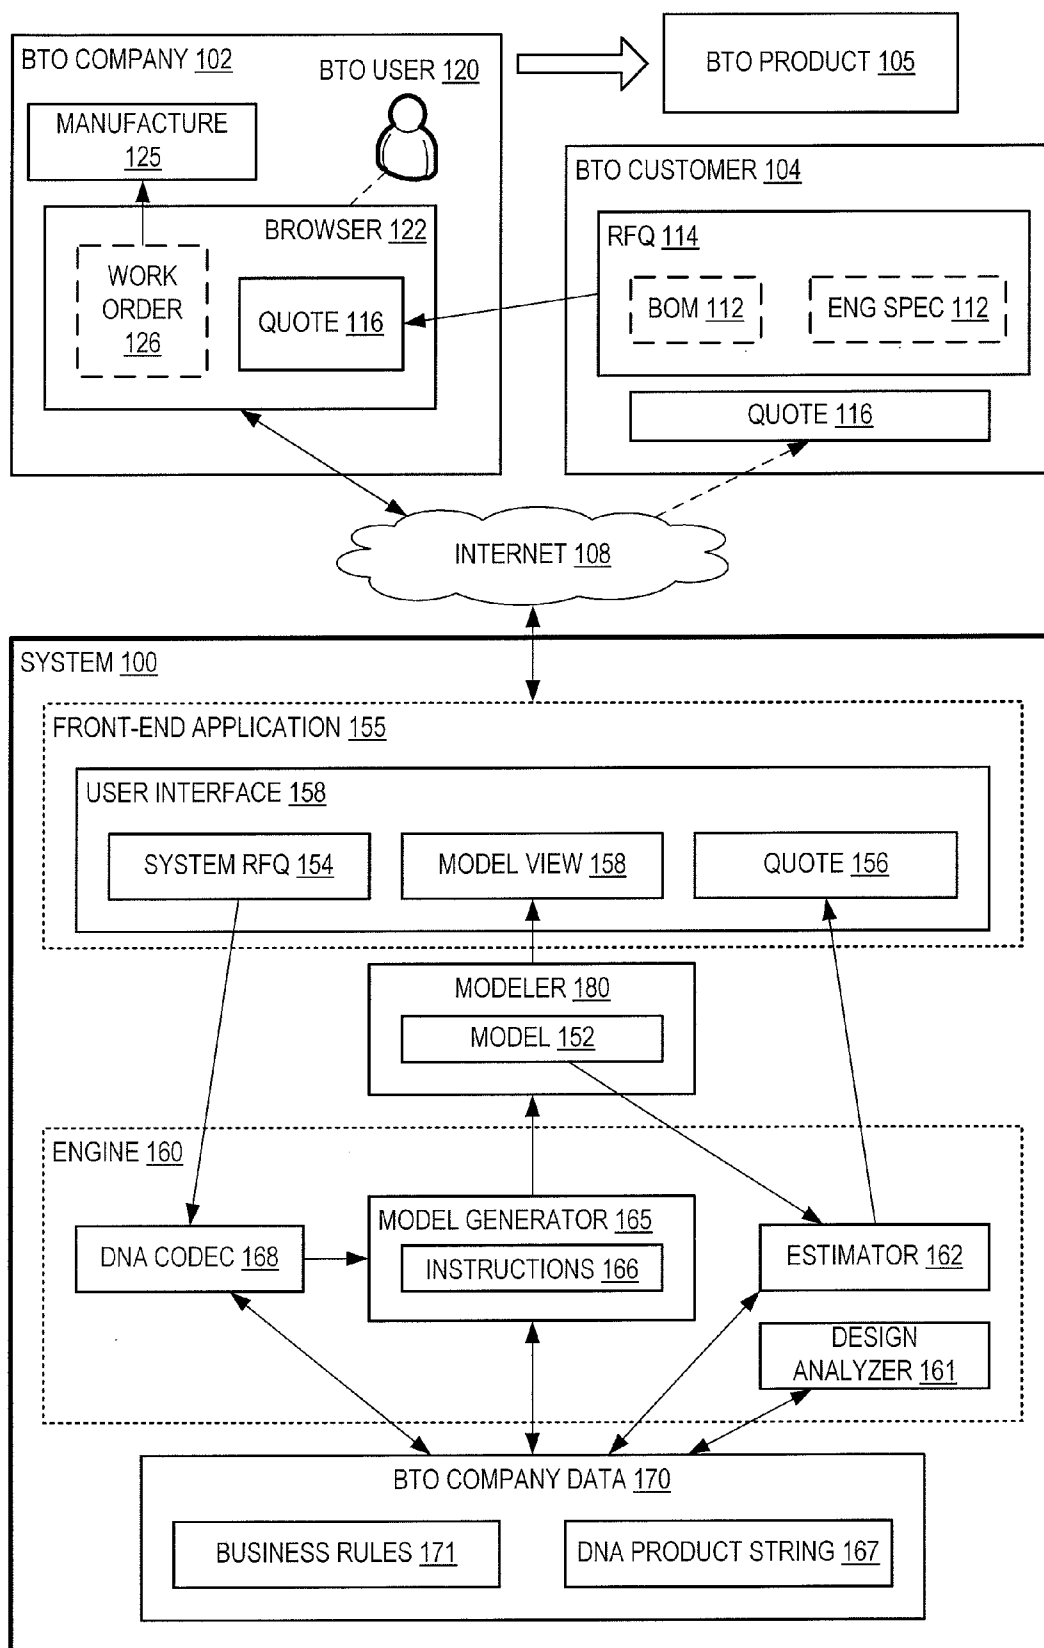 BTO COMPANY 102
BTO USER 120
BTO PRODUCT 105
MANUFACTURE
125
BTO CUSTOMER 104
BROWSER 122
RFQ 114
WORK
ORDER
126
QUOTE 116
BOM 112
ENG SPEC 112
QUOTE 116
INTERNET 108
SYSTEM 100
FRONT-END APPLICATION 155
USER INTERFACE 158
SYSTEM RFQ 154
MODEL VIEW 158
QUOTE 156
MODELER 180
MODEL 152
ENGINE 160
MODEL GENERATOR 165
DNA CODEC 168
INSTRUCTIONS 166
ESTIMATOR 162
DESIGN
ANALYZER 161
BTO COMPANY DATA 170
BUSINESS RULES 171
DNA PRODUCT STRING 167